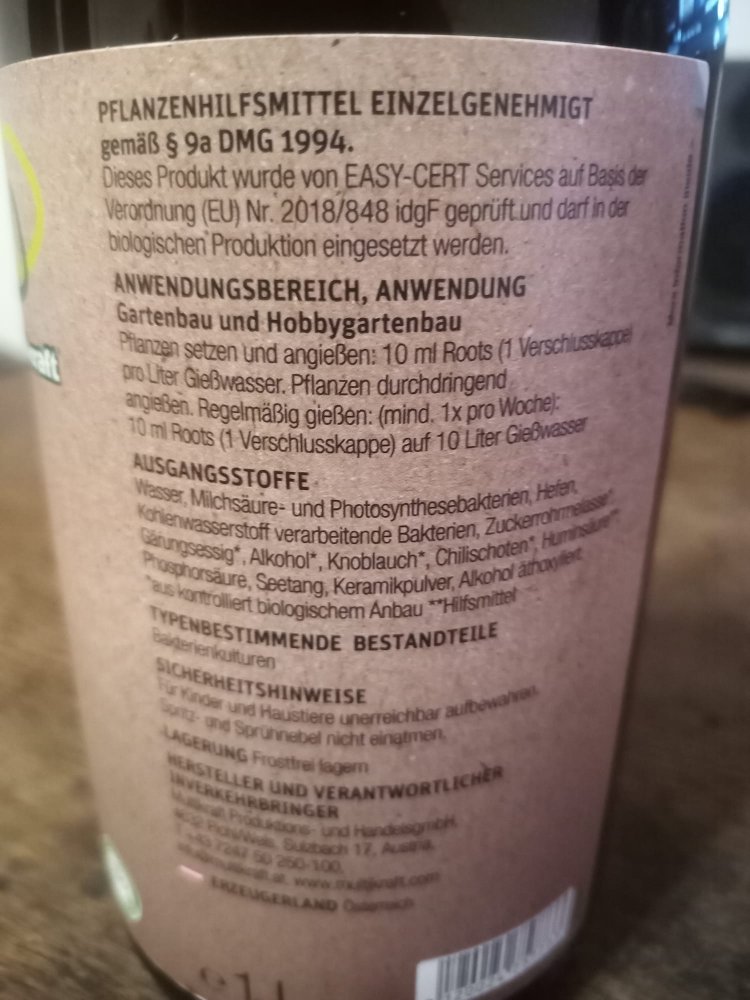 PFLANZENHILFSMITTEL EINZELGENEHMIGT
gemäß § 9a DMG 1994.
Dieses Produkt wurde von EASY-CERT Services auf Basis der
Verordnung (EU) Nr. 2018/848 idgF geprüft und darf in der
biologischen Produktion eingesetzt werden.
ANWENDUNGSBEREICH, ANWENDUNG
Gartenbau und Hobbygartenbau
Pflanzen setzen und angießen: 10 ml Roots (1 Verschlusskappe)
pro Liter Gießwasser. Pflanzen durchdringend
angießen. Regelmäßig gießen: (mind. 1x pro Woche):
10 ml Roots (1 Verschlusskappe) auf 10 Liter Gießwasser
AUSGANGSSTOFFE
Wasser, Milchsäure- und Photosynthesebakterien, Hefen,
Kohlenwasserstoff verarbeitende Bakterien, Zuckerrohrmelasse*,
Gärungsessig*, Alkohol*, Knoblauch*, Chilischoten*, Huminsäure**
Phosphorsäure, Seetang, Keramikpulver, Alkohol äthoxyliert
*aus kontrolliert biologischem Anbau **Hilfsmittel
TYPENBESTIMMENDE BESTANDTEILE
Bakterienkulturen
SICHERHEITSHINWEISE
Für Kinder und Haustiere unerreichbar aufbewahren.
Spritz- und Sprühnebel nicht einatmen.
LAGERUNG Frostfrei lagern
HERSTELLER UND VERANTWORTLICHER
INVERKEHRBRINGER
Multikraft Produktions- und HandelsgmbH,
Sulzbach 17, Austria,
www.multikraft.com
ERZEUGERLAND Österreich
e 1 L
raft